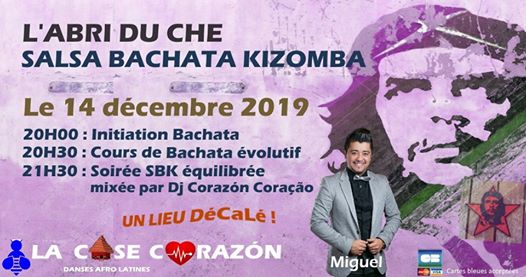 L'ABRI DU CHE
SALSA BACHATA KIZOMBA
Le 14 décembre 2019
20H00 : Initiation Bachata
20H30 : Cours de Bachata évolutif
21H30 : Soirée SBK équilibrée
mixée par Dj Corazón Coração
UN LIEU DéCaLé !
LA CASE CORAZÓN
DANSES AFRO LATINES
Miguel
CB
VISA
Cartes bleues acceptées